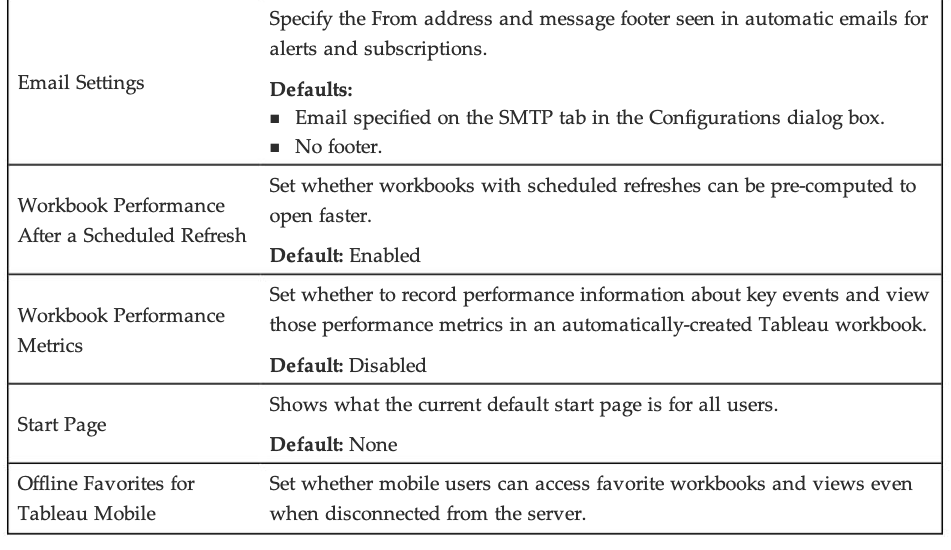 Specify the From address and message footer seen in automatic emails for
alerts and subscriptions.
Email Settings
Defaults:
■ Email specified on the SMTP tab in the Configurations dialog box.
■ No footer.
Workbook Performance
After a Scheduled Refresh
Set whether workbooks with scheduled refreshes can be pre-computed to
open faster.
Default: Enabled
Workbook Performance
Metrics
Set whether to record performance information about key events and view
those performance metrics in an automatically-created Tableau workbook.
Default: Disabled
Start Page
Shows what the current default start page is for all users.
Default: None
Offline Favorites for
Tableau Mobile
Set whether mobile users can access favorite workbooks and views even
when disconnected from the server.